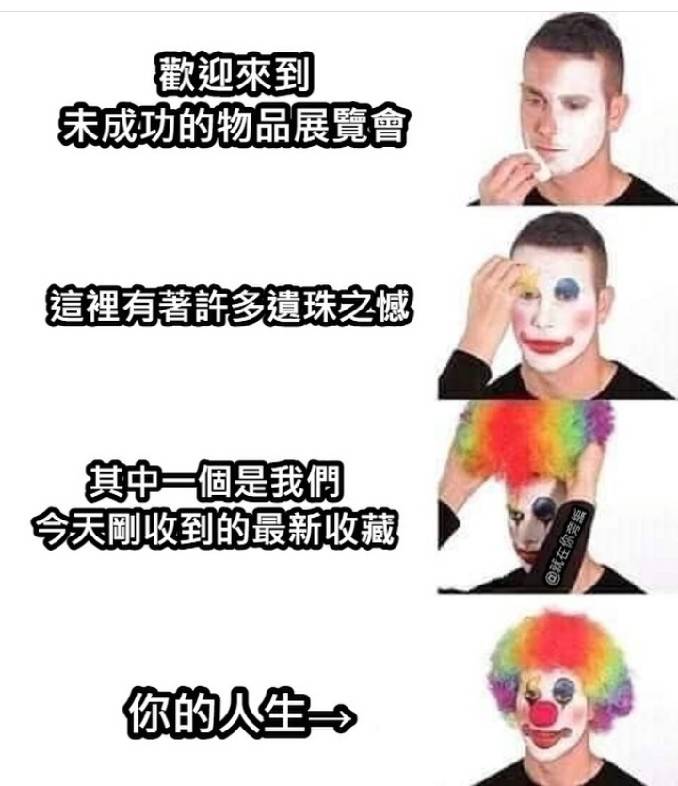 歡迎來到
未成功的物品展覽會
這裡有著許多遺珠之憾
其中一個是我們
今天剛收到的最新收藏
你的人生→